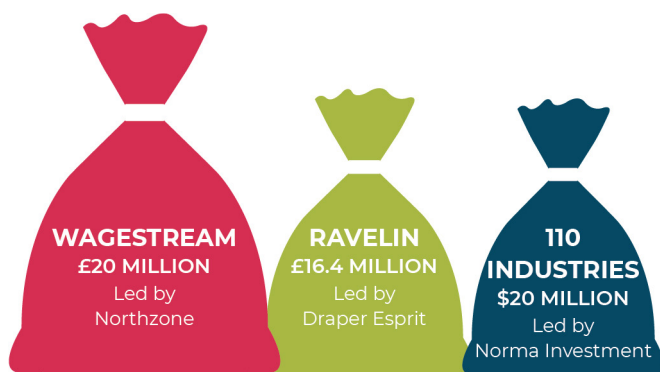 WAGESTREAM
£20 MILLION
Led by
Northzone
RAVELIN
£16.4 MILLION
Led by
Draper Esprit
110
INDUSTRIES
$20 MILLION
Led by
Norma Investment